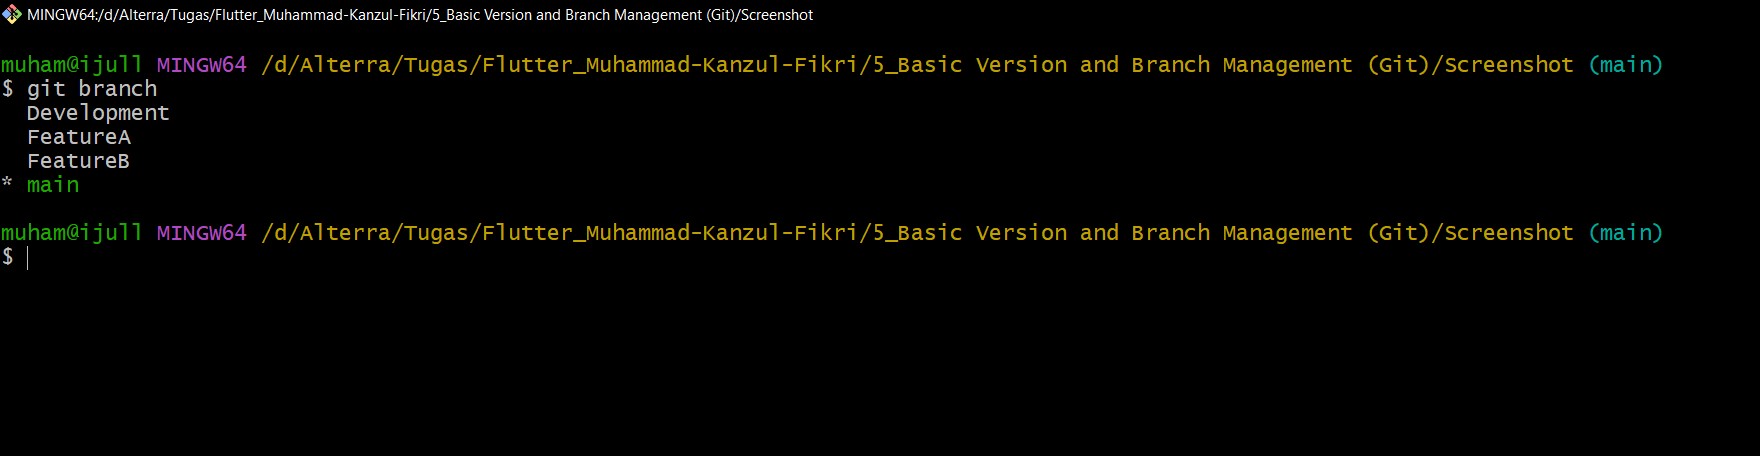 MINGW64:/d/Alterra/Tugas/Flutter_Muhammad-Kanzul-Fikri/5_Basic Version and Branch Management (Git)/Screenshot
muham@ijull MINGW64 /d/Alterra/Tugas/Flutter_Muhammad-Kanzul-Fikri/5_Basic Version and Branch Management (Git)/Screenshot (main)
$ git branch
  Development
  FeatureA
  FeatureB
* main
muham@ijull MINGW64 /d/Alterra/Tugas/Flutter_Muhammad-Kanzul-Fikri/5_Basic Version and Branch Management (Git)/Screenshot (main)
$